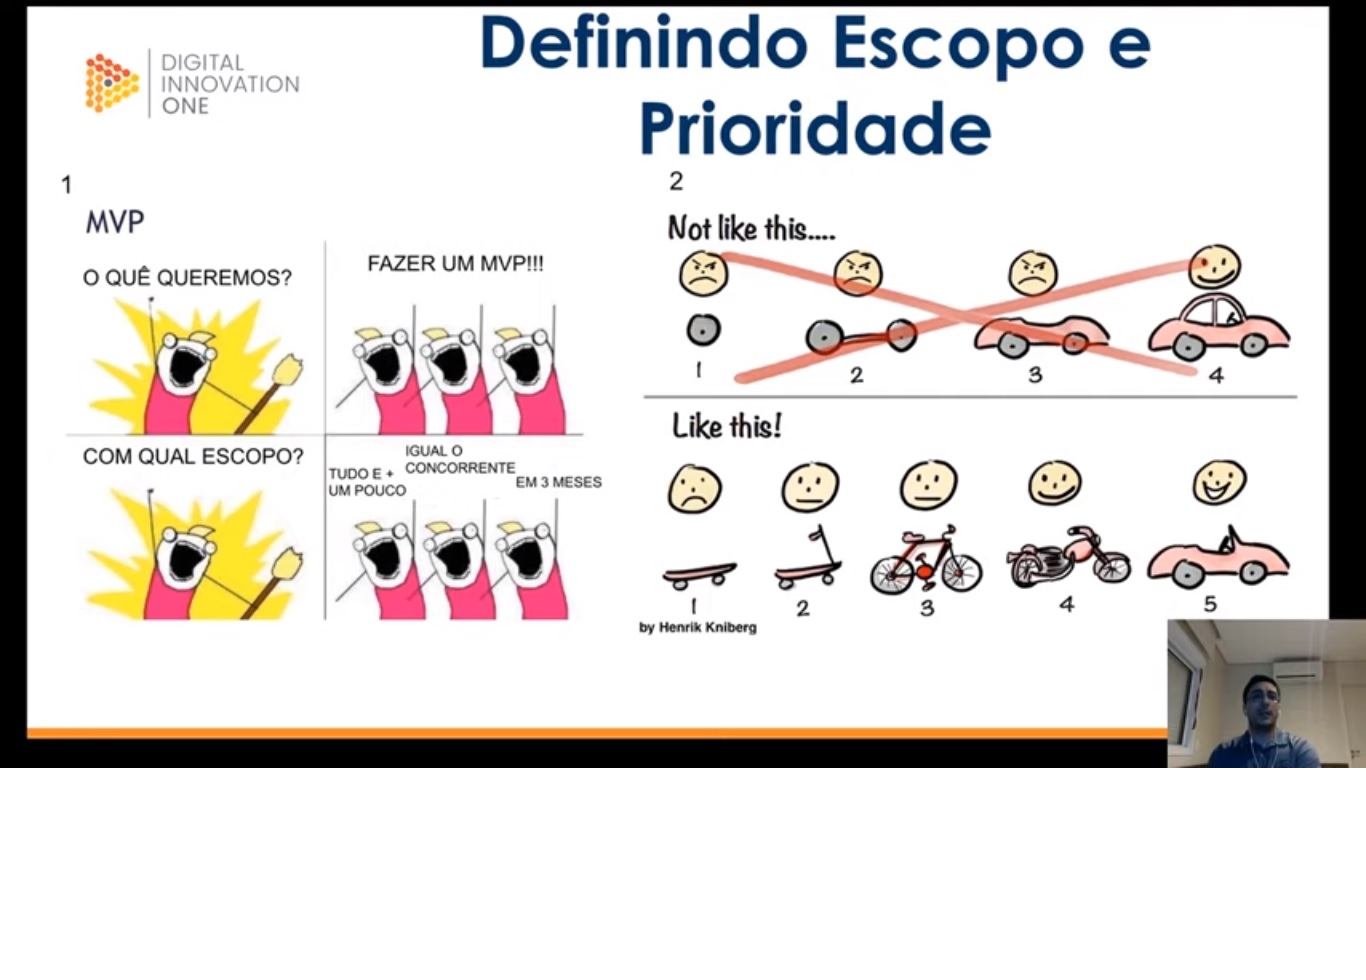 DIGITAL
INNOVATION
ONE
Definindo Escopo e
Prioridade
1
MVP
O QUÊ QUEREMOS?
FAZER UM MVP!!!
COM QUAL ESCOPO?
TUDO E +
UM POUCO
IGUAL O
CONCORRENTE
EM 3 MESES
2
Not like this....
1
2
3
4
Like this!
1
2
3
4
5
by Henrik Kniberg